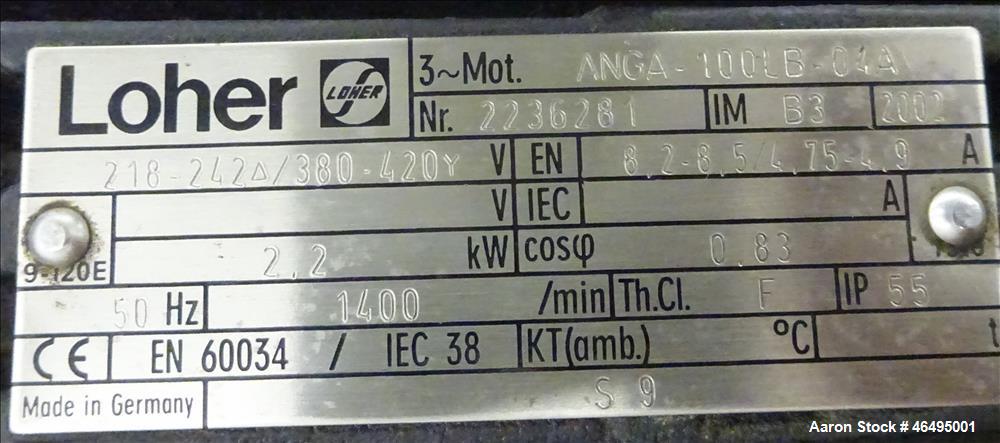 Loher LOHER 3~Mot. ANGA-100LB-04A
Nr. 2236281 IM B3 2002
218-242Δ/380-420Y V EN 8,2-8,5/4,75-4,9 A
V IEC A
9-120E 2,2 kW cosφ 0,83
50 Hz 1400 /min Th.Cl. F IP 55
CE EN 60034 / IEC 38 KT(amb.) °C t
Made in Germany S 9
Aaron Stock # 46495001